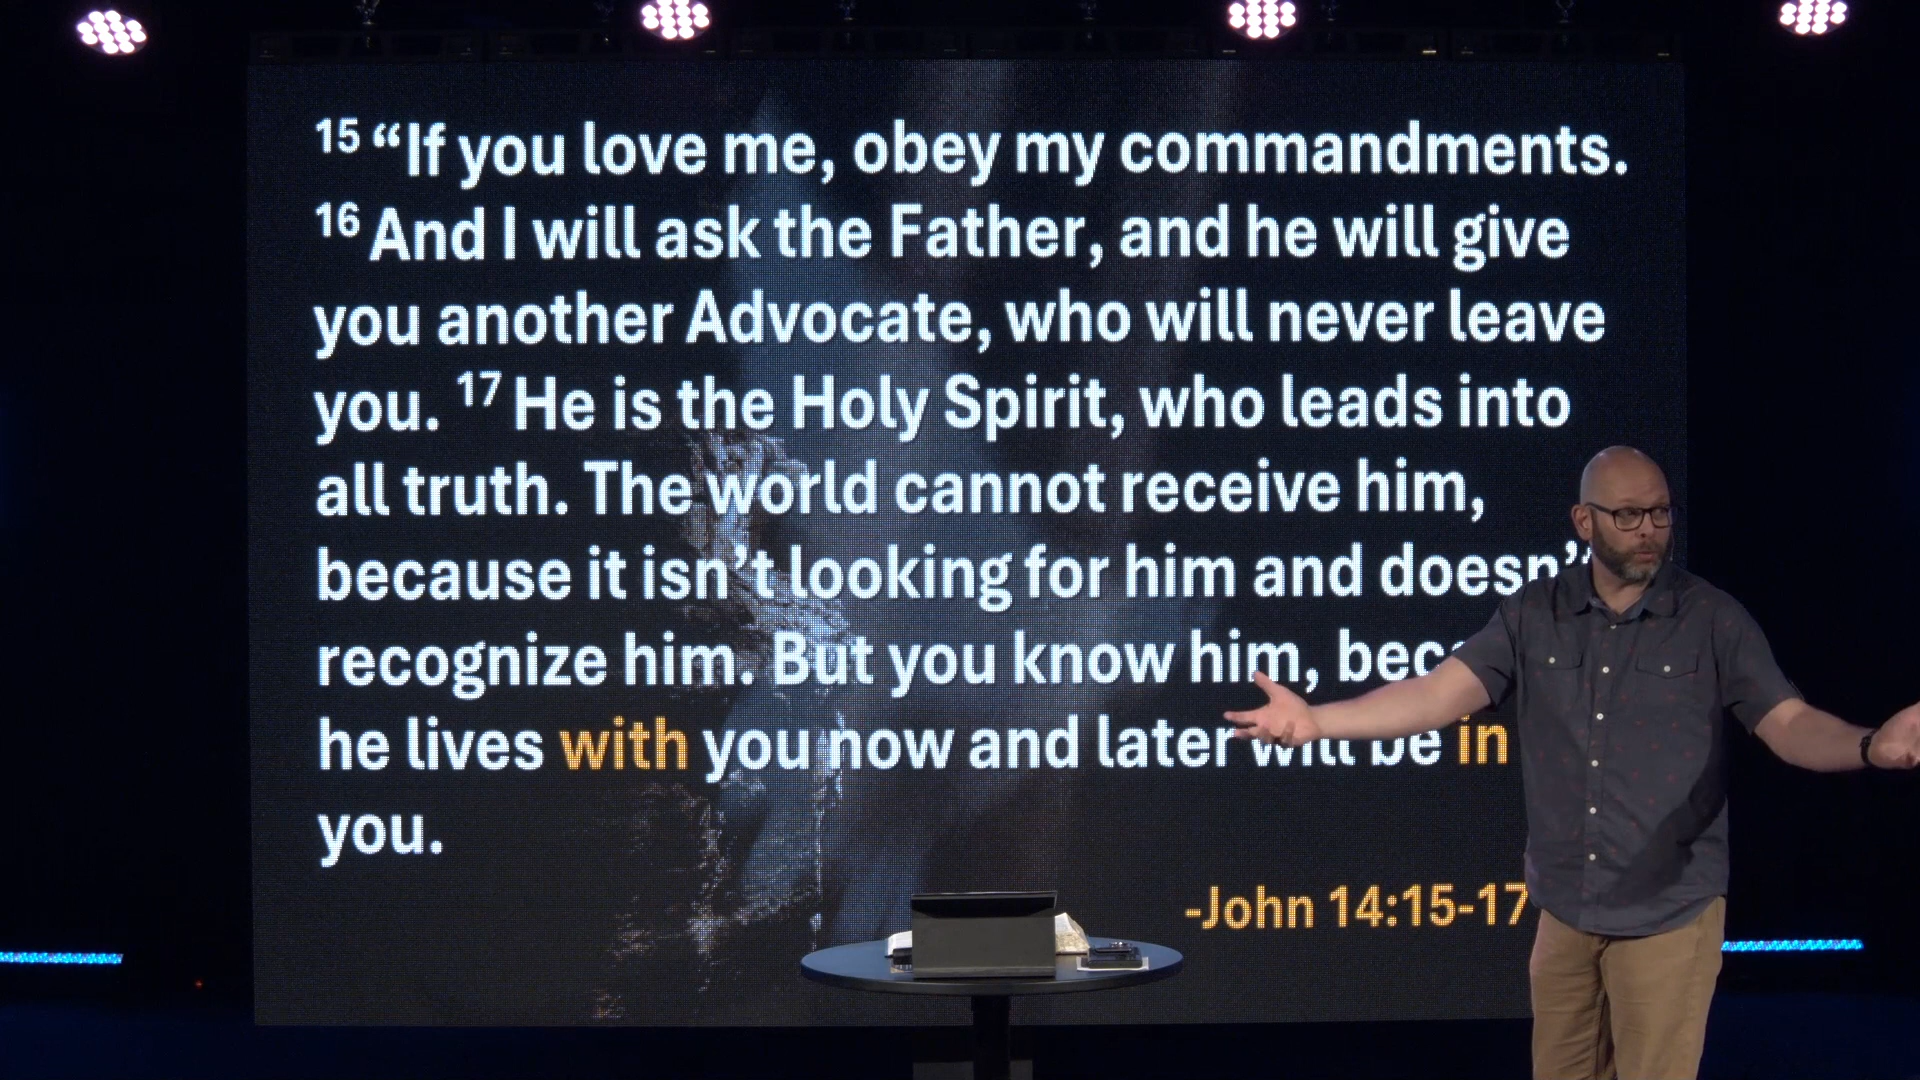 15 “If you love me, obey my commandments.
16 And I will ask the Father, and he will give
you another Advocate, who will never leave
you. 17 He is the Holy Spirit, who leads into
all truth. The world cannot receive him,
because it isn’t looking for him and doesn’t
recognize him. But you know him,
he lives with you now and later will be in
you.
-John 14:15-17